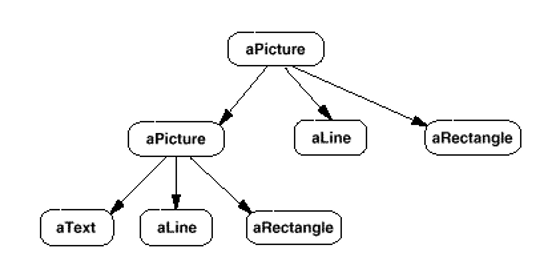 aPicture
aPicture
aLine
aRectangle
aText
aLine
aRectangle